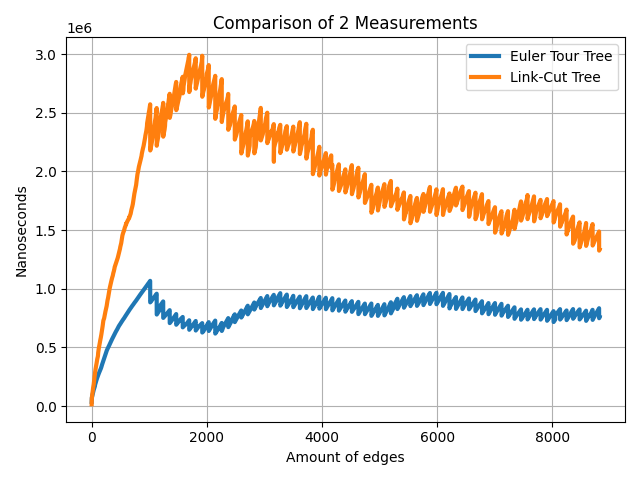 Comparison of 2 Measurements
1e6
3.0
2.5
2.0
1.5
1.0
0.5
0.0
Nanoseconds
Euler Tour Tree
Link-Cut Tree
0 2000 4000 6000 8000
Amount of edges